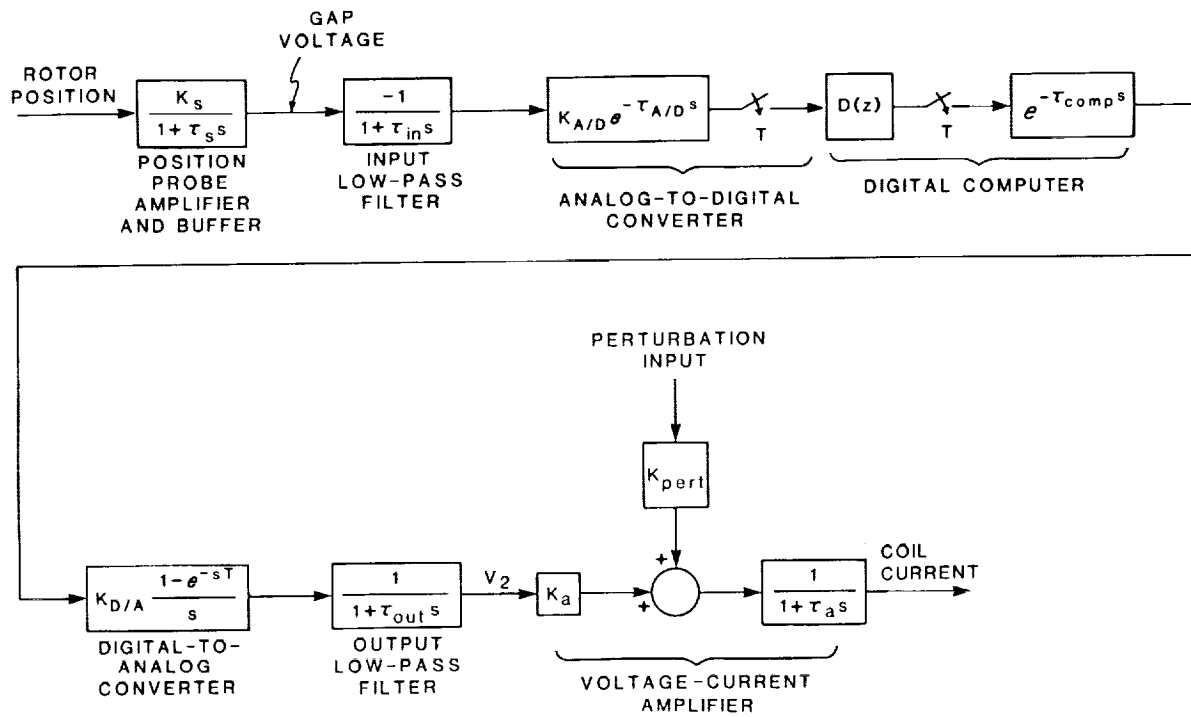 GAP
VOLTAGE
ROTOR
POSITION
K_s
1 + τ_s s
POSITION
PROBE
AMPLIFIER
AND BUFFER
-1
1 + τ_in s
INPUT
LOW-PASS
FILTER
K_A/D e^-τ_A/D s
T
ANALOG-TO-DIGITAL
CONVERTER
D(z)
T
e^-τ_comp s
DIGITAL COMPUTER
PERTURBATION
INPUT
K_pert
K_D/A 1-e^-sT
s
DIGITAL-TO-
ANALOG
CONVERTER
1
1+τ_out s
OUTPUT
LOW-PASS
FILTER
V_2
K_a
+
+
1
1+τ_a s
COIL
CURRENT
VOLTAGE-CURRENT
AMPLIFIER